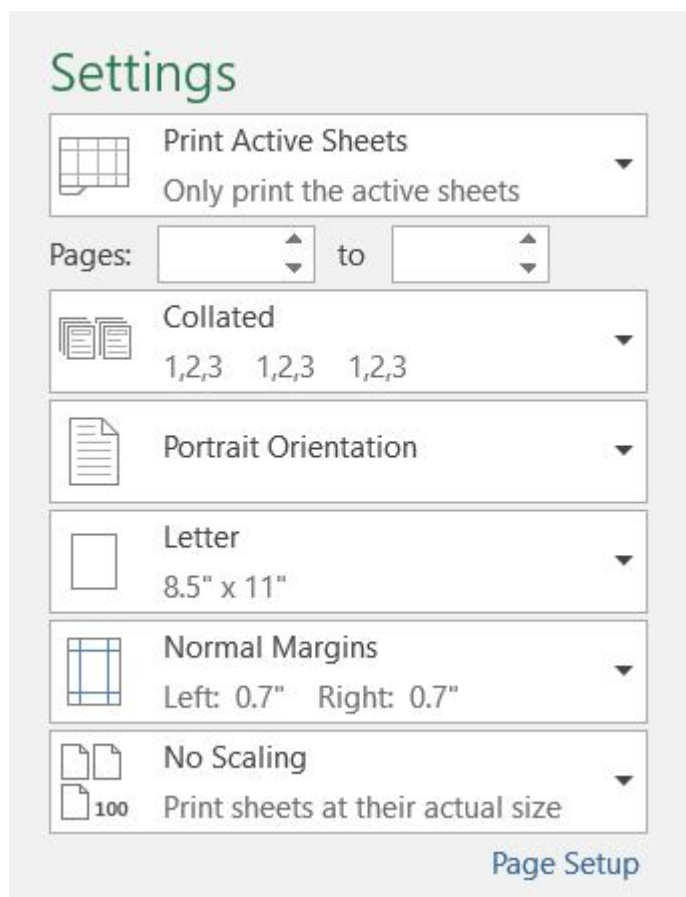 Settings
Print Active Sheets
Only print the active sheets
Pages: to
Collated
1,2,3 1,2,3 1,2,3
Portrait Orientation
Letter
8.5" x 11"
Normal Margins
Left: 0.7" Right: 0.7"
No Scaling
100 Print sheets at their actual size
Page Setup